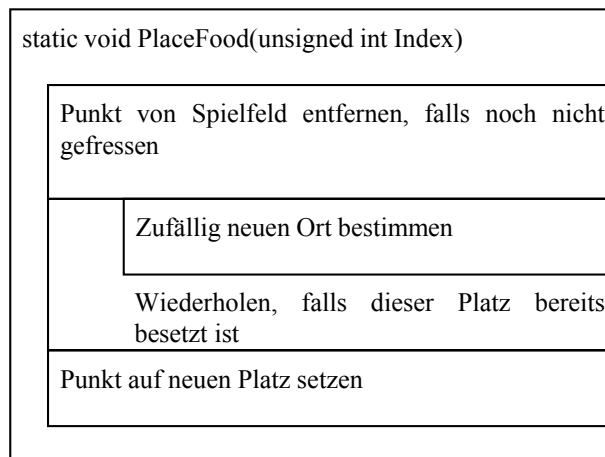 static void PlaceFood(unsigned int Index)
Punkt von Spielfeld entfernen, falls noch nicht
gefressen
Zufällig neuen Ort bestimmen
Wiederholen, falls dieser Platz bereits
besetzt ist
Punkt auf neuen Platz setzen